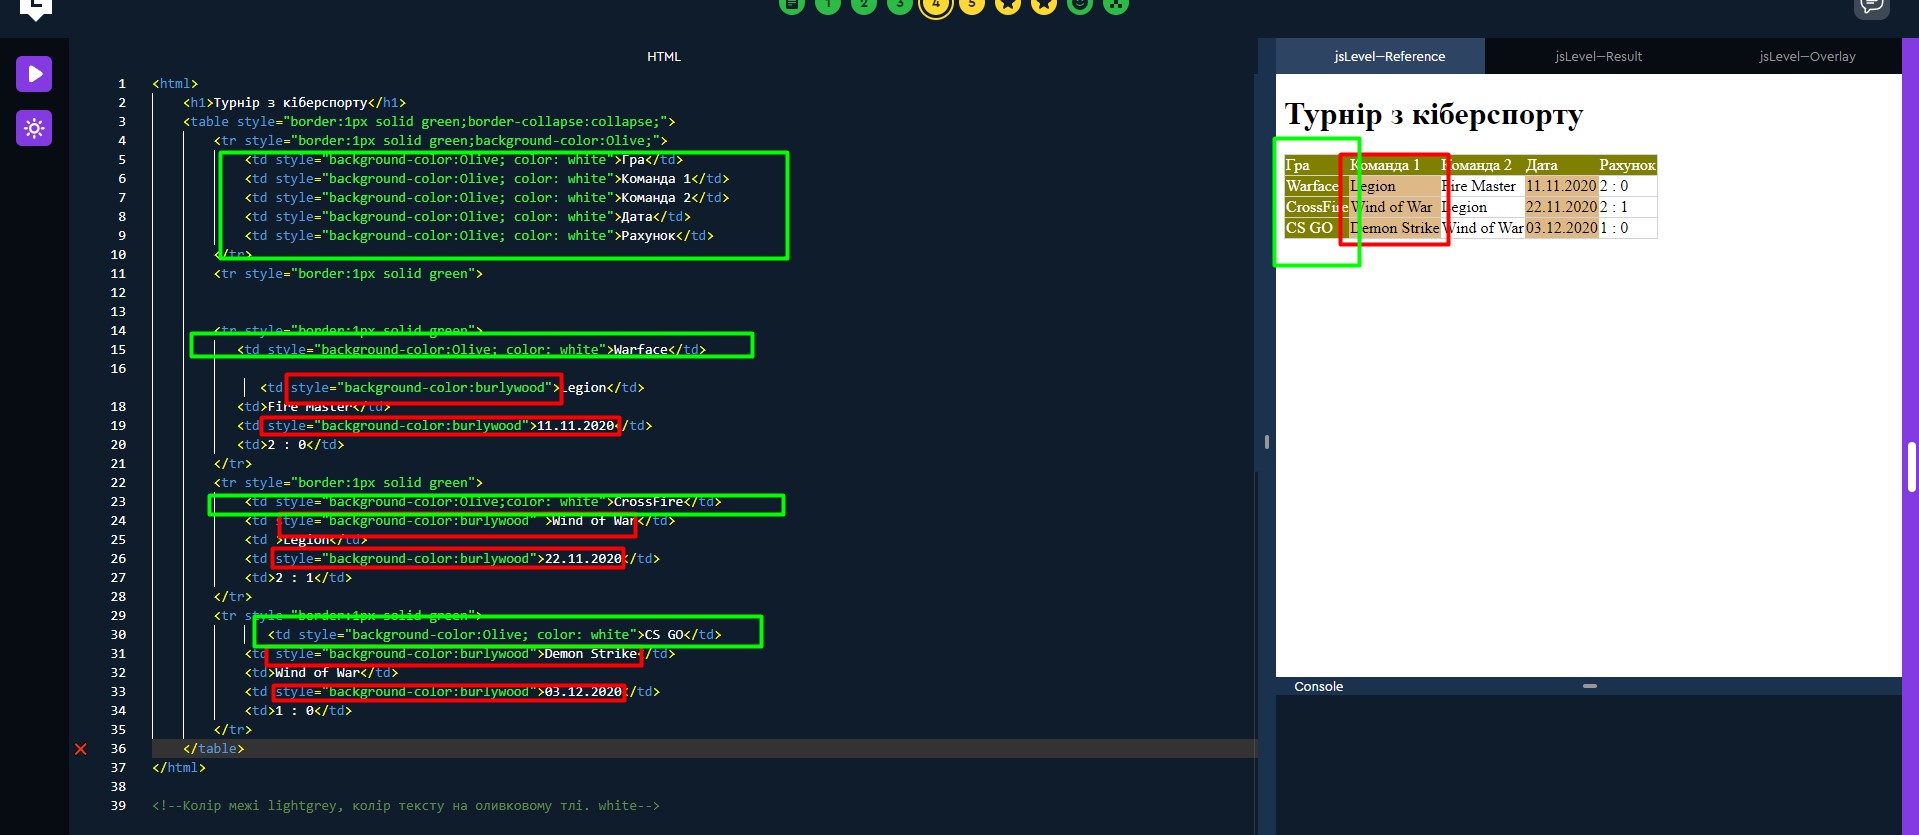 1 2 3 4 5
HTML
jsLevel—Reference jsLevel—Result jsLevel—Overlay
1 <html>
2 <h1>Турнір з кіберспорту</h1>
3 <table style="border:1px solid green;border-collapse:collapse;">
4 <tr style="border:1px solid green;background-color:Olive;">
5 <td style="background-color:Olive; color: white">Гра</td>
6 <td style="background-color:Olive; color: white">Команда 1</td>
7 <td style="background-color:Olive; color: white">Команда 2</td>
8 <td style="background-color:Olive; color: white">Дата</td>
9 <td style="background-color:Olive; color: white">Рахунок</td>
10 </tr>
11 <tr style="border:1px solid green">
12
13
14 <tr style="border:1px solid green">
15 <td style="background-color:Olive; color: white">Warface</td>
16
<td style="background-color:burlywood">Legion</td>
18 <td>Fire Master</td>
19 <td style="background-color:burlywood">11.11.2020</td>
20 <td>2 : 0</td>
21 </tr>
22 <tr style="border:1px solid green">
23 <td style="background-color:Olive;color: white">CrossFire</td>
24 <td style="background-color:burlywood" >Wind of War</td>
25 <td >Legion</td>
26 <td style="background-color:burlywood">22.11.2020</td>
27 <td>2 : 1</td>
28 </tr>
29 <tr style="border:1px solid green">
30 <td style="background-color:Olive; color: white">CS GO</td>
31 <td style="background-color:burlywood">Demon Strike</td>
32 <td>Wind of War</td>
33 <td style="background-color:burlywood">03.12.2020</td>
34 <td>1 : 0</td>
35 </tr>
36 </table>
37 </html>
38
39 <!--Колір межі lightgrey, колір тексту на оливковому тлі. white-->
Турнір з кіберспорту
Гра Команда 1 Команда 2 Дата Рахунок
Warface Legion Fire Master 11.11.2020 2 : 0
CrossFire Wind of War Legion 22.11.2020 2 : 1
CS GO Demon Strike Wind of War 03.12.2020 1 : 0
Console